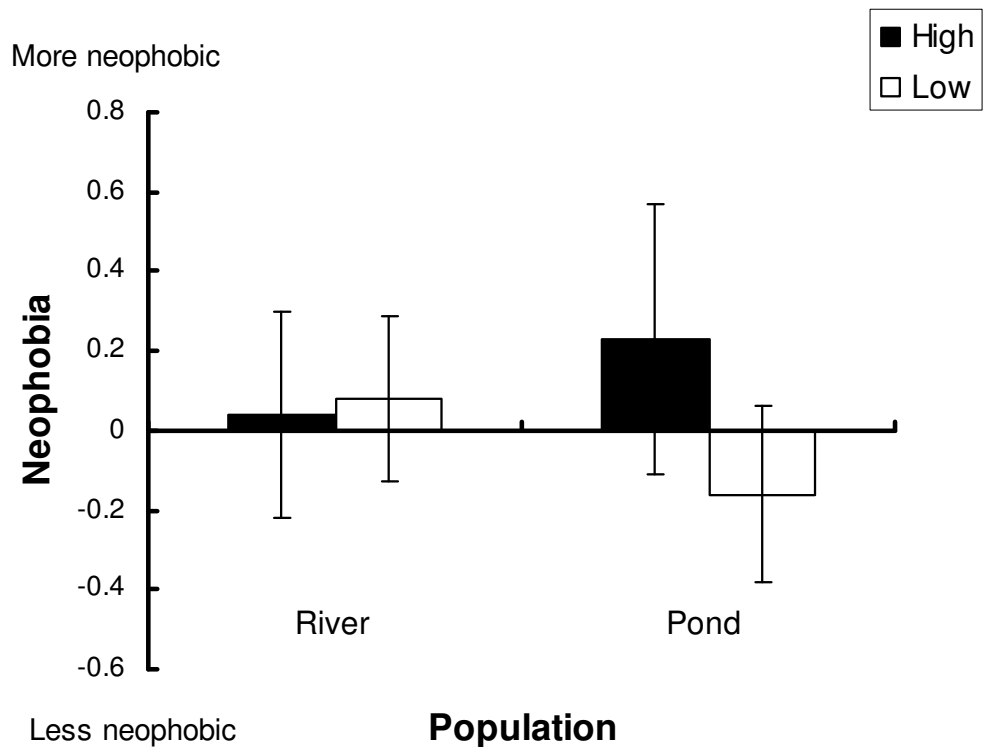 High
Low
More neophobic
0.8
0.6
0.4
0.2
0
-0.2
-0.4
-0.6
Neophobia
River
Pond
Less neophobic
Population